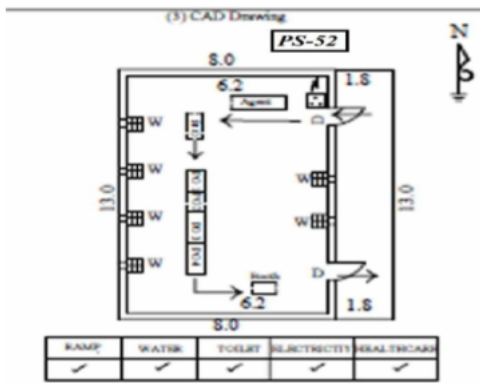 (3) CAD Drawing
PS-52
N
8.0
6.2
1.8
Agent
D
W
W
W
W
W
W
13.0
13.0
PO4
D
Booth
6.2
1.8
8.0
RAMP WATER TOILET ELECTRICITY HEALTHCARE
✓ ✓ ✓ ✓ ✓